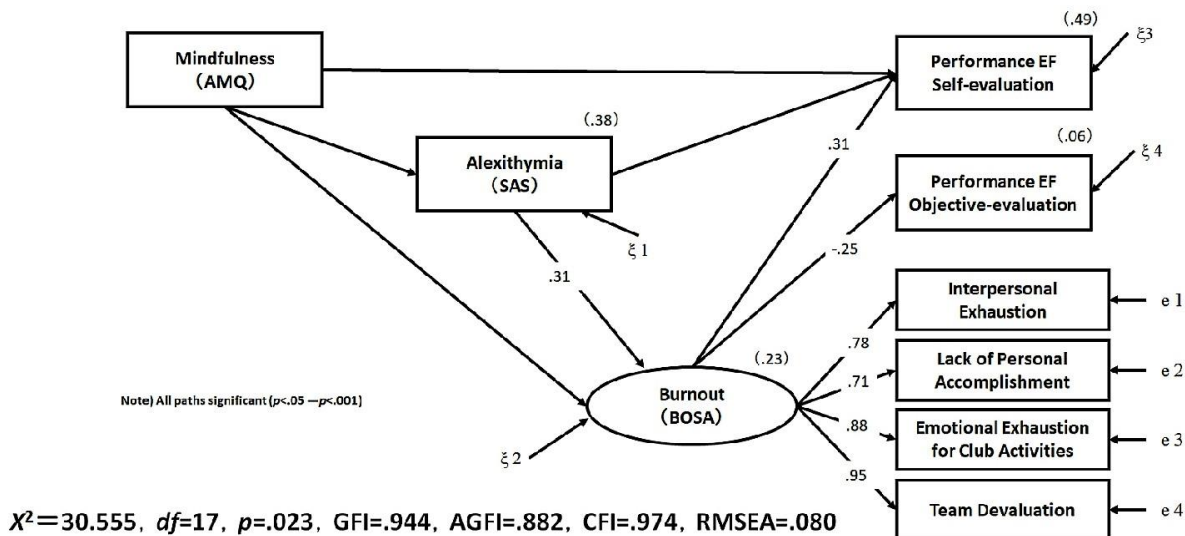 Mindfulness
(AMQ)
(.49)
ξ3
Performance EF
Self-evaluation
(.38)
Alexithymia
(SAS)
ξ 1
.31
(.06)
ξ 4
Performance EF
Objective-evaluation
-.25
.31
Interpersonal
Exhaustion
e 1
.78
(.23)
Lack of Personal
Accomplishment
e 2
.71
Burnout
(BOSA)
Note) All paths significant (p<.05 —p<.001)
Emotional Exhaustion
for Club Activities
e 3
.88
ξ 2
.95
Team Devaluation
e 4
X²=30.555, df=17, p=.023, GFI=.944, AGFI=.882, CFI=.974, RMSEA=.080